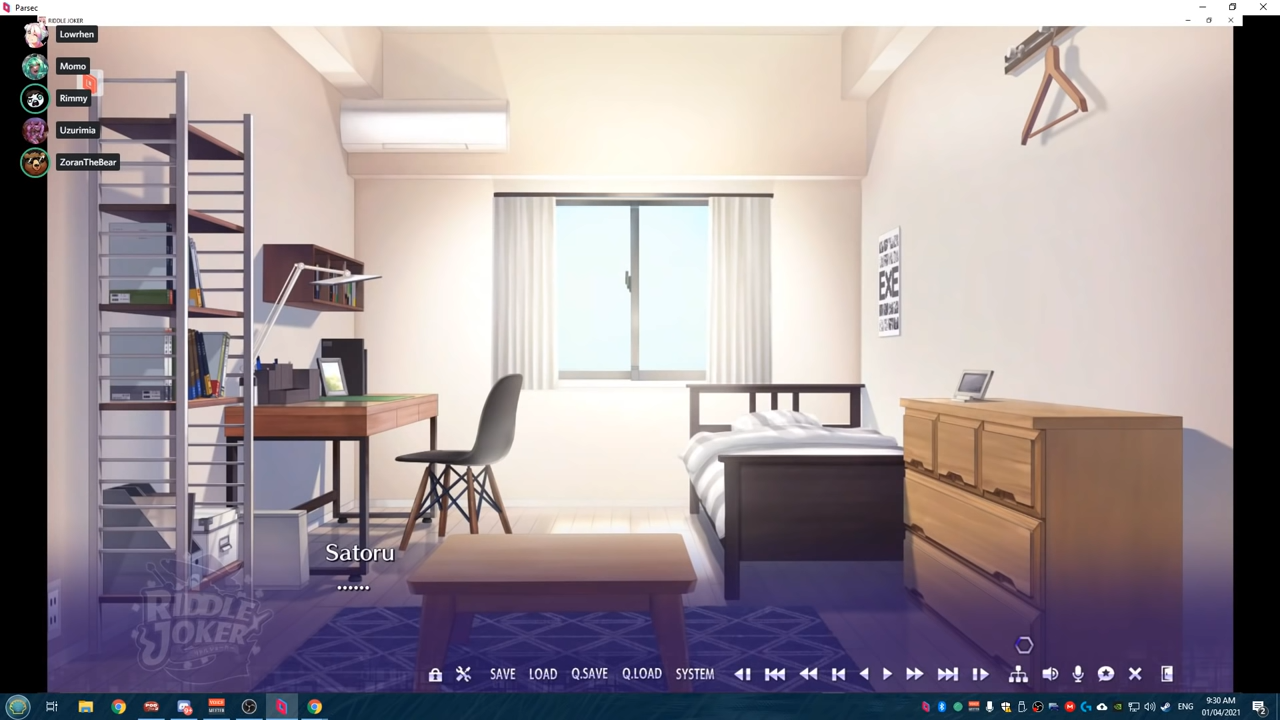 Parsec
RIDDLE JOKER
Lowrhen
Momo
Rimmy
Uzurimia
ZoranTheBear
EXE
Satoru
••••••
RIDDLE
JOKER
SAVE
LOAD
Q.SAVE
Q.LOAD
SYSTEM
ENG
9:30 AM
01/04/2021
2